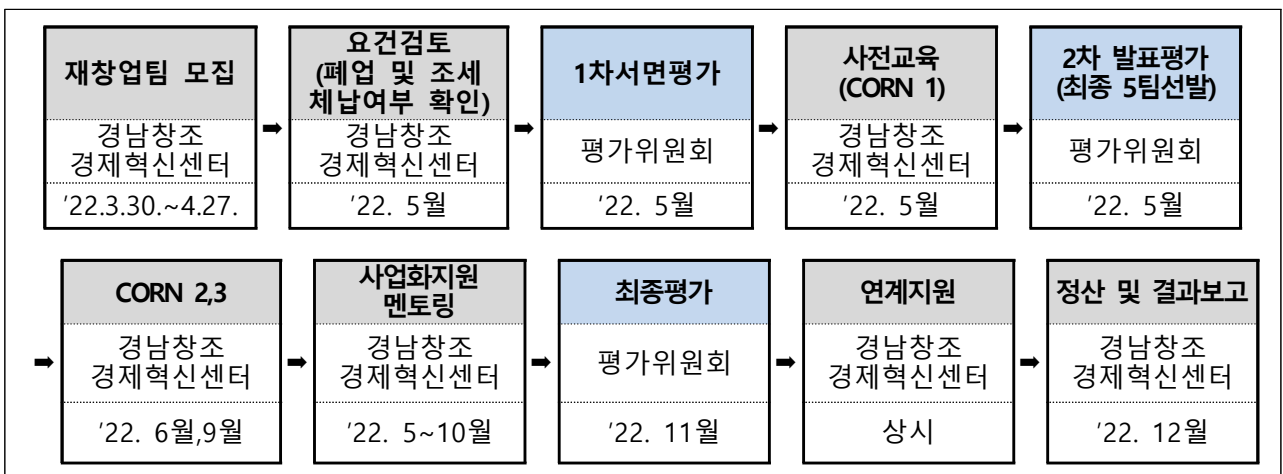 재창업팀 모집
경남창조
경제혁신센터
'22.3.30.~4.27.
➡
요건검토
(폐업 및 조세
체납여부 확인)
경남창조
경제혁신센터
'22. 5월
➡
1차서면평가
평가위원회
'22. 5월
➡
사전교육
(CORN 1)
경남창조
경제혁신센터
'22. 5월
➡
2차 발표평가
(최종 5팀선발)
평가위원회
'22. 5월
➡
CORN 2,3
경남창조
경제혁신센터
'22. 6월,9월
➡
사업화지원
멘토링
경남창조
경제혁신센터
'22. 5~10월
➡
최종평가
평가위원회
'22. 11월
➡
연계지원
경남창조
경제혁신센터
상시
➡
정산 및 결과보고
경남창조
경제혁신센터
'22. 12월